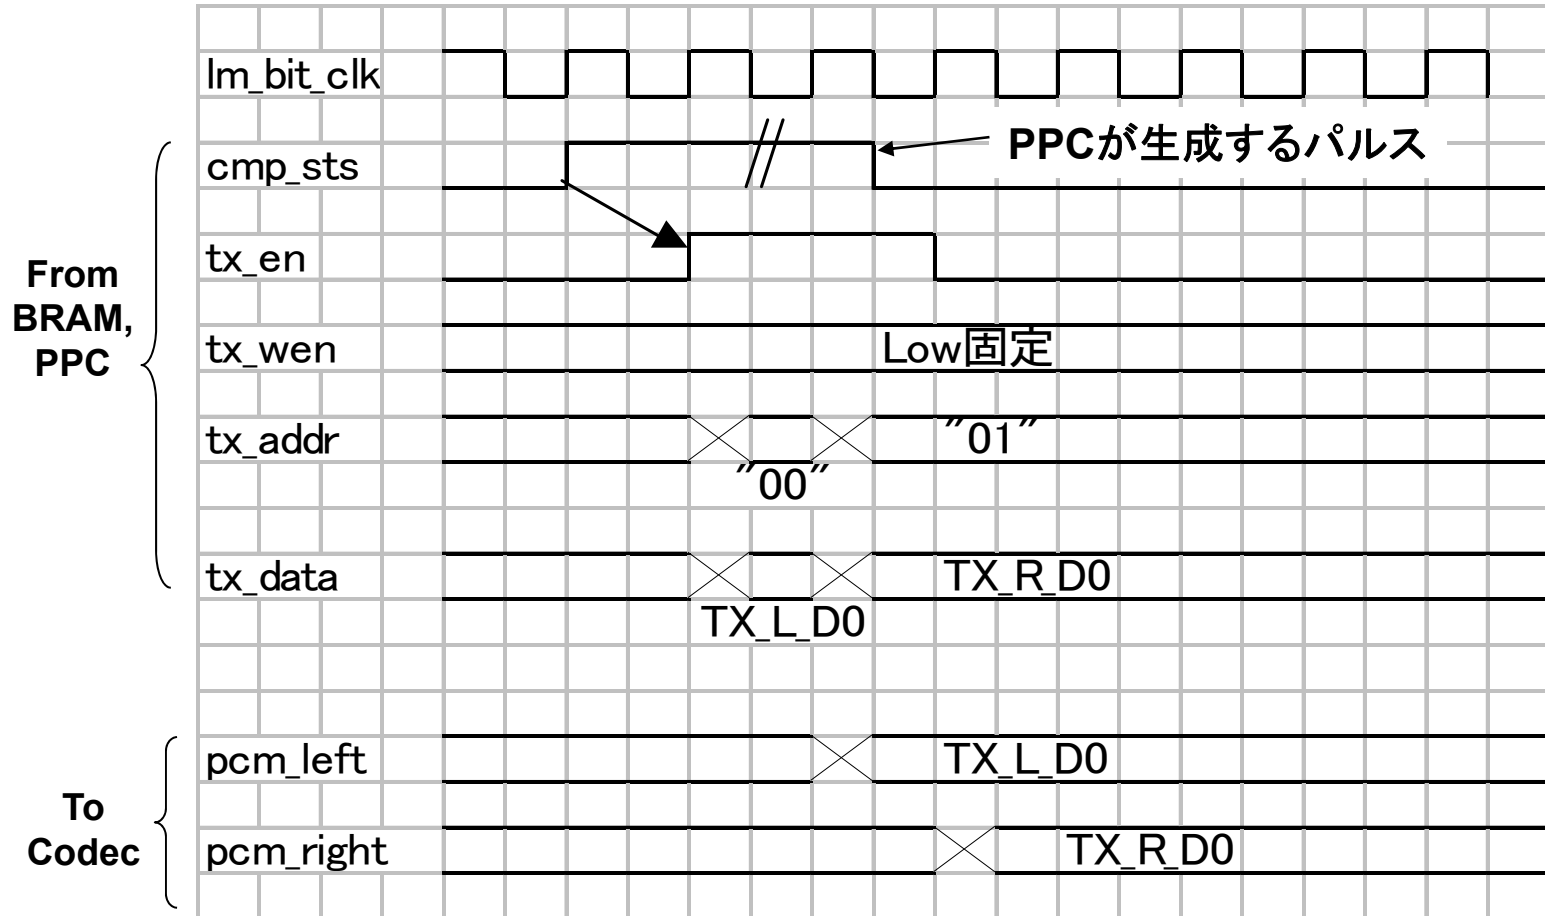 lm_bit_clk
PPCが生成するパルス
cmp_sts
tx_en
From
BRAM,
PPC
tx_wen
Low固定
tx_addr
"01"
"00"
tx_data
TX_R_D0
TX_L_D0
pcm_left
TX_L_D0
To
Codec
pcm_right
TX_R_D0